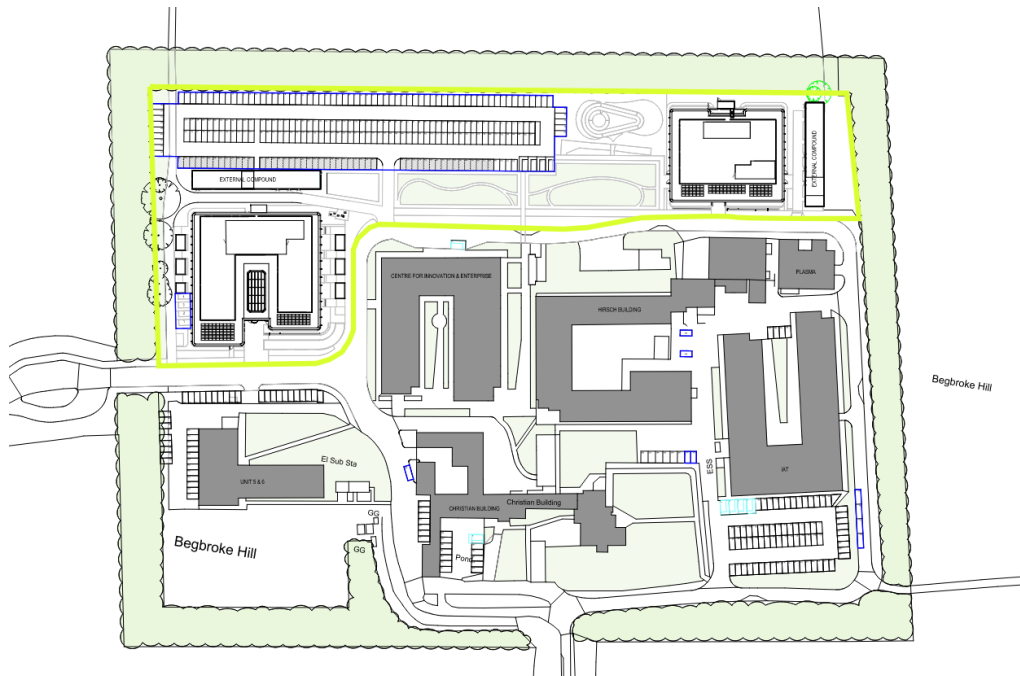 EXTERNAL COMPOUND
EXTERNAL COMPOUND
CENTRE FOR INNOVATION & ENTERPRISE
PLASMA
HIRSCH BUILDING
Begbroke Hill
El Sub Sta
UNIT 5 & 6
ESS
IAT
Christian Building
CHRISTIAN BUILDING
GG
Begbroke Hill
GG
Pond